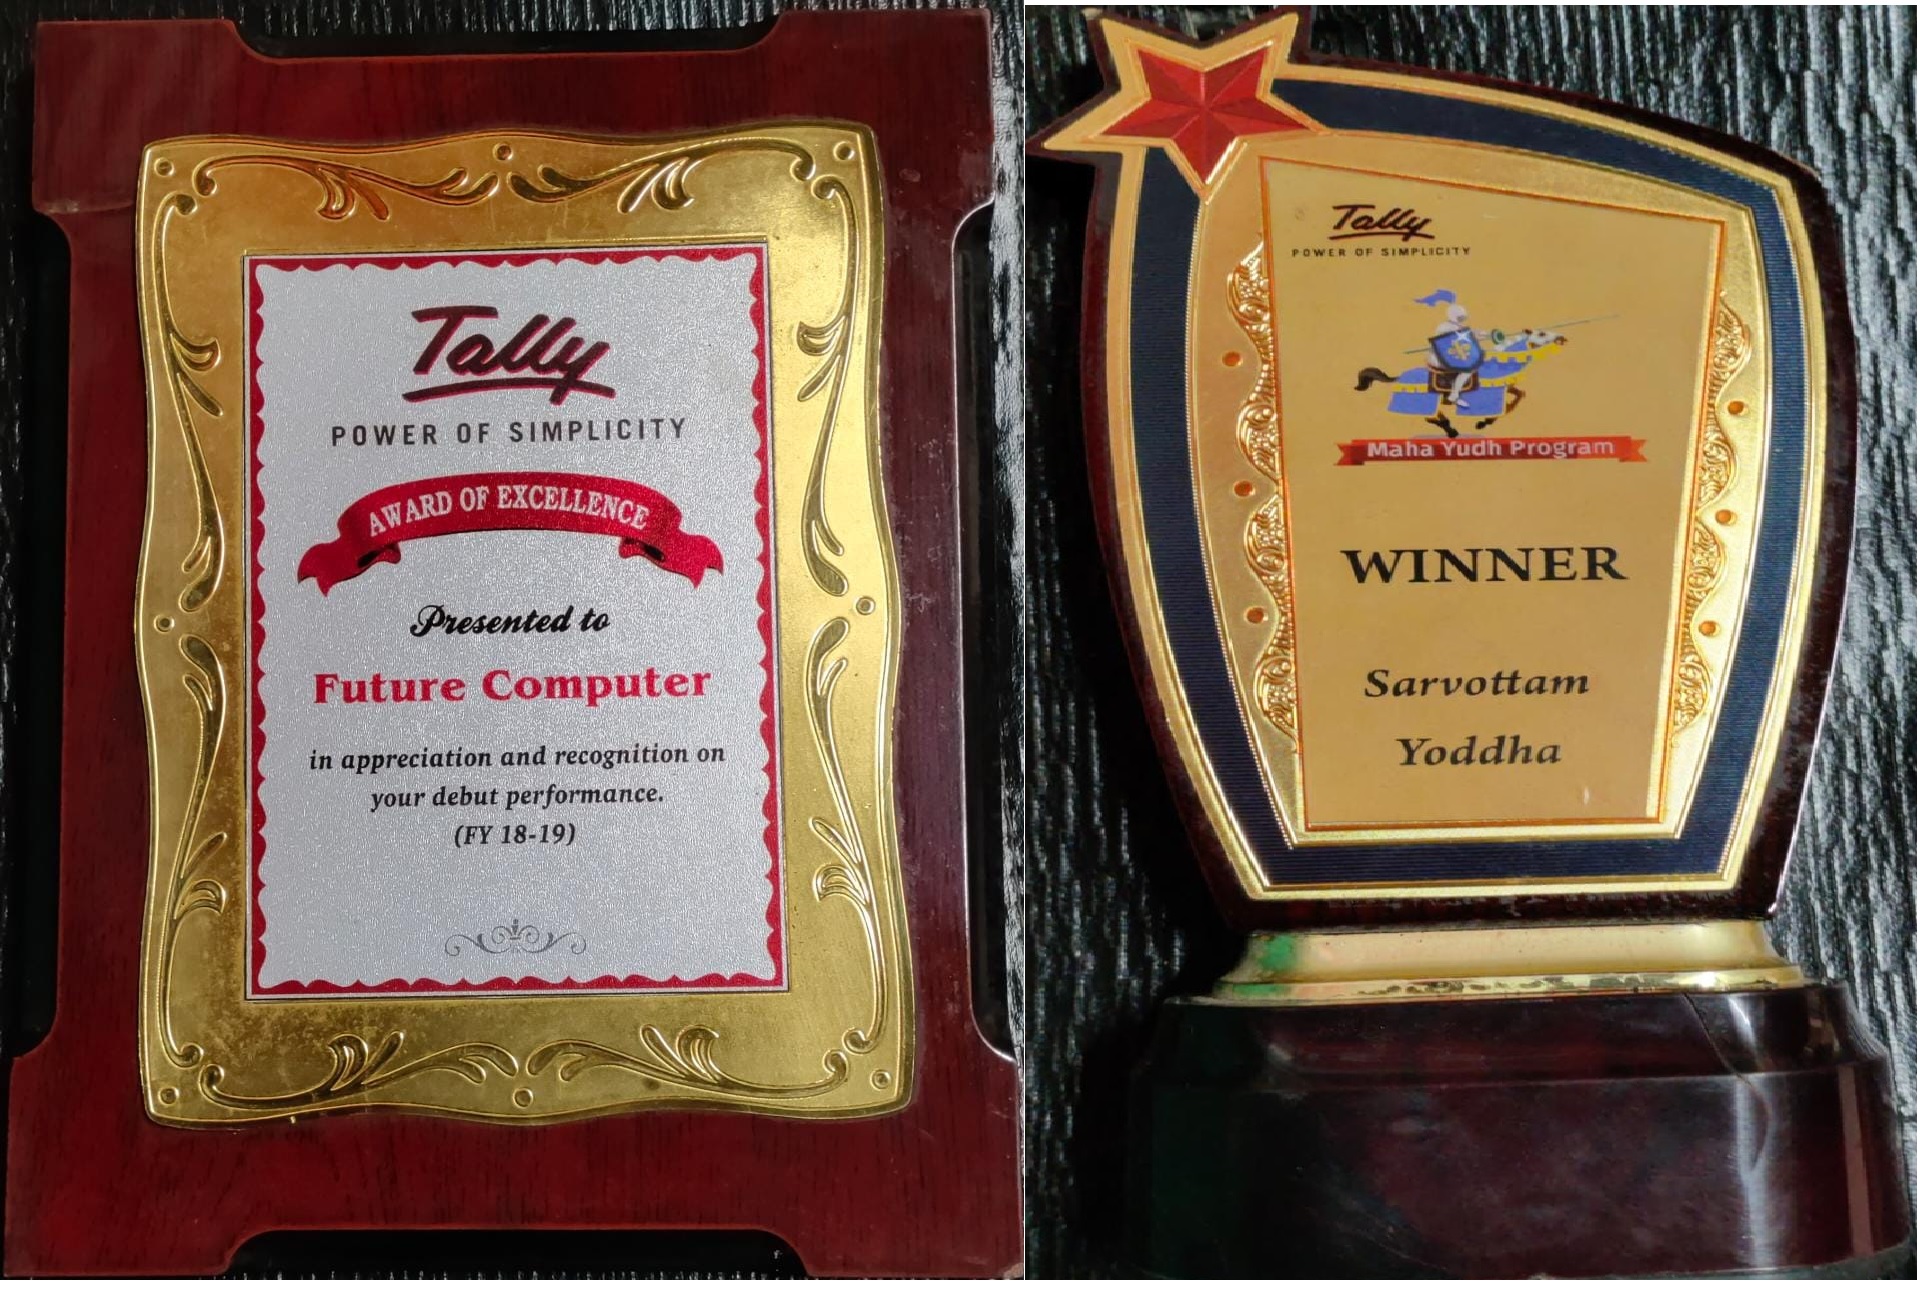 Tally
POWER OF SIMPLICITY
AWARD OF EXCELLENCE
Presented to
Future Computer
in appreciation and recognition on
your debut performance.
(FY 18-19)
Tally
POWER OF SIMPLICITY
Maha Yudh Program
WINNER
Sarvottam
Yoddha